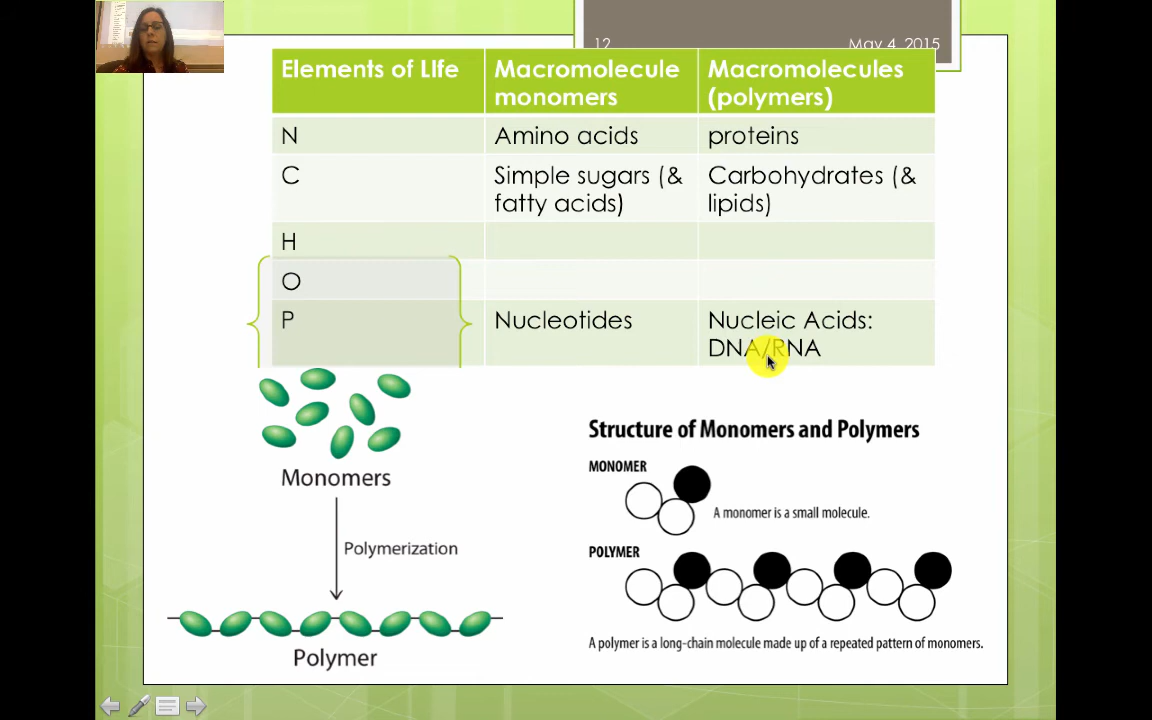 12
May 4, 2015
Elements of LIfe
Macromolecule
monomers
Macromolecules
(polymers)
N
Amino acids
proteins
C
Simple sugars (&
fatty acids)
Carbohydrates (&
lipids)
H
O
P
Nucleotides
Nucleic Acids:
DNA/RNA
Monomers
Polymerization
Polymer
Structure of Monomers and Polymers
MONOMER
A monomer is a small molecule.
POLYMER
A polymer is a long-chain molecule made up of a repeated pattern of monomers.